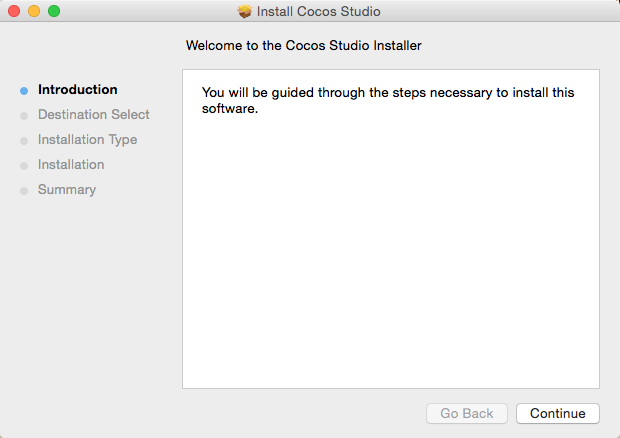 Install Cocos Studio
Welcome to the Cocos Studio Installer
Introduction
Destination Select
Installation Type
Installation
Summary
You will be guided through the steps necessary to install this
software.
Go Back
Continue